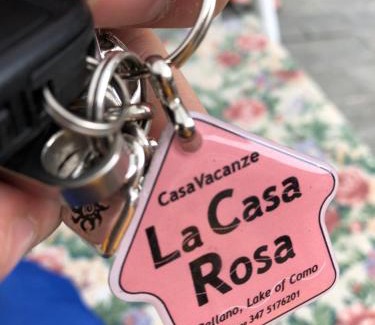 CasaVacanze
La Casa
Rosa
Lake of Como
347 5176201